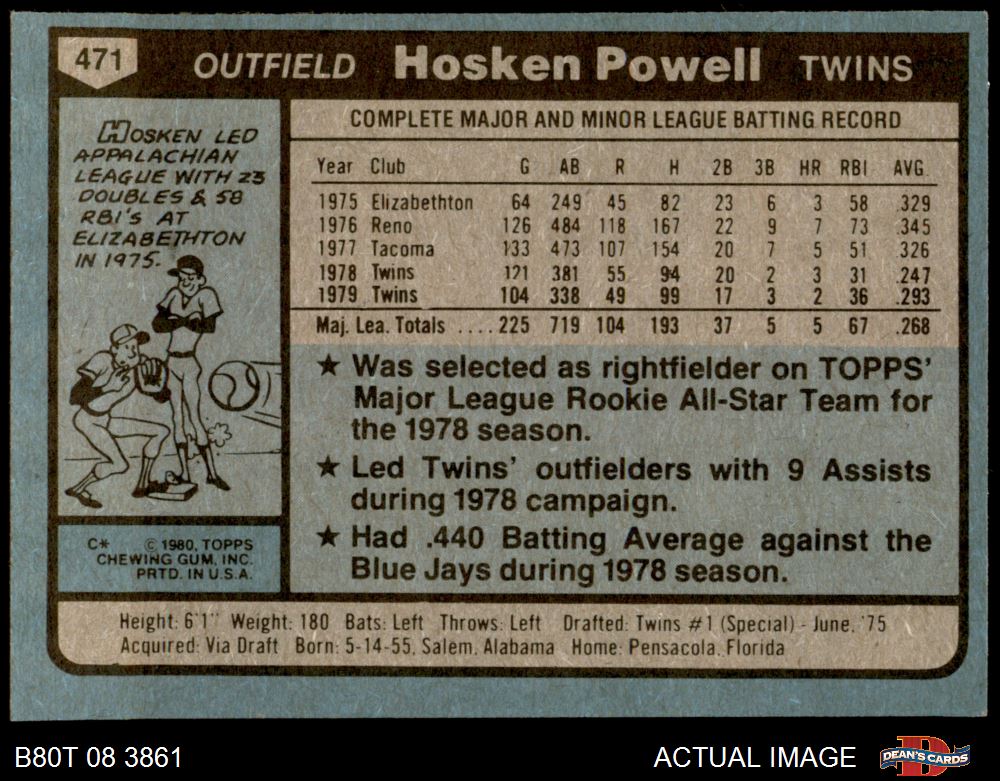 471
OUTFIELD Hosken Powell TWINS
HOSKEN LED
APPALACHIAN
LEAGUE WITH 23
DOUBLES & 58
RBI'S AT
ELIZABETHTON
IN 1975.
COMPLETE MAJOR AND MINOR LEAGUE BATTING RECORD
Year Club G AB R H 2B 3B HR RBI AVG.
1975 Elizabethton 64 249 45 82 23 6 3 58 .329
1976 Reno 126 484 118 167 22 9 7 73 .345
1977 Tacoma 133 473 107 154 20 7 5 51 .326
1978 Twins 121 381 55 94 20 2 3 31 .247
1979 Twins 104 338 49 99 17 3 2 36 .293
Maj. Lea. Totals .... 225 719 104 193 37 5 5 67 .268
★ Was selected as rightfielder on TOPPS'
Major League Rookie All-Star Team for
the 1978 season.
★ Led Twins' outfielders with 9 Assists
during 1978 campaign.
★ Had .440 Batting Average against the
Blue Jays during 1978 season.
C* © 1980, TOPPS
CHEWING GUM, INC.
PRTD. IN U.S.A.
Height: 6'1" Weight: 180 Bats: Left Throws: Left Drafted: Twins #1 (Special) - June, '75
Acquired: Via Draft Born: 5-14-55, Salem, Alabama Home: Pensacola, Florida
B80T 08 3861
ACTUAL IMAGE
DEAN'S CARDS